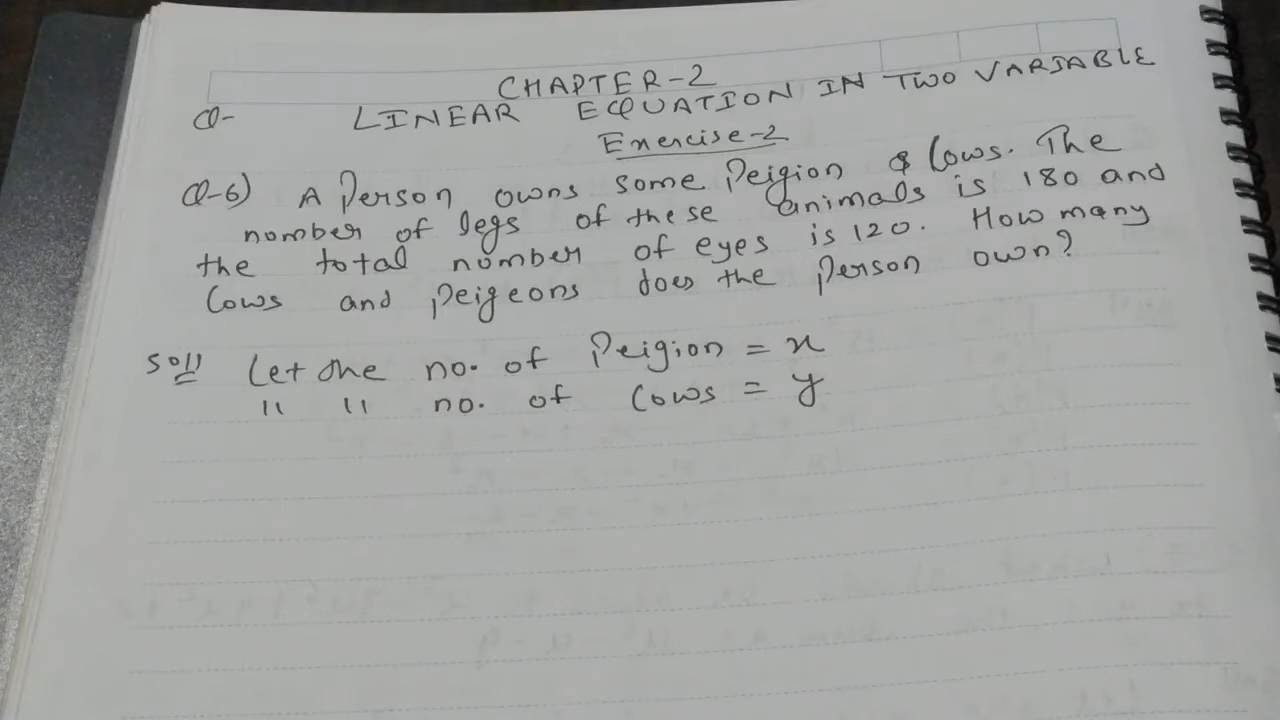 CHAPTER-2
Q- LINEAR EQUATION IN TWO VARIABLE
Exercise-2
Q-6) A Person owns some Peigion & Cows. The
number of legs of these animals is 180 and
the total number of eyes is 120. How many
Cows and peigeons does the person own?
Soll Let the no. of Peigion = x
" " no. of Cows = y